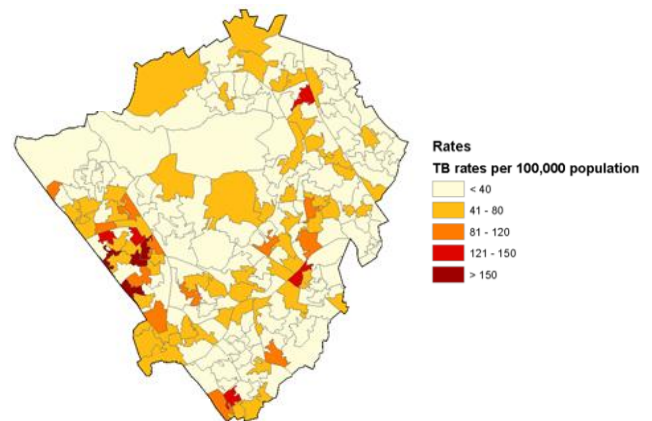 Rates
TB rates per 100,000 population
< 40
41 - 80
81 - 120
121 - 150
> 150